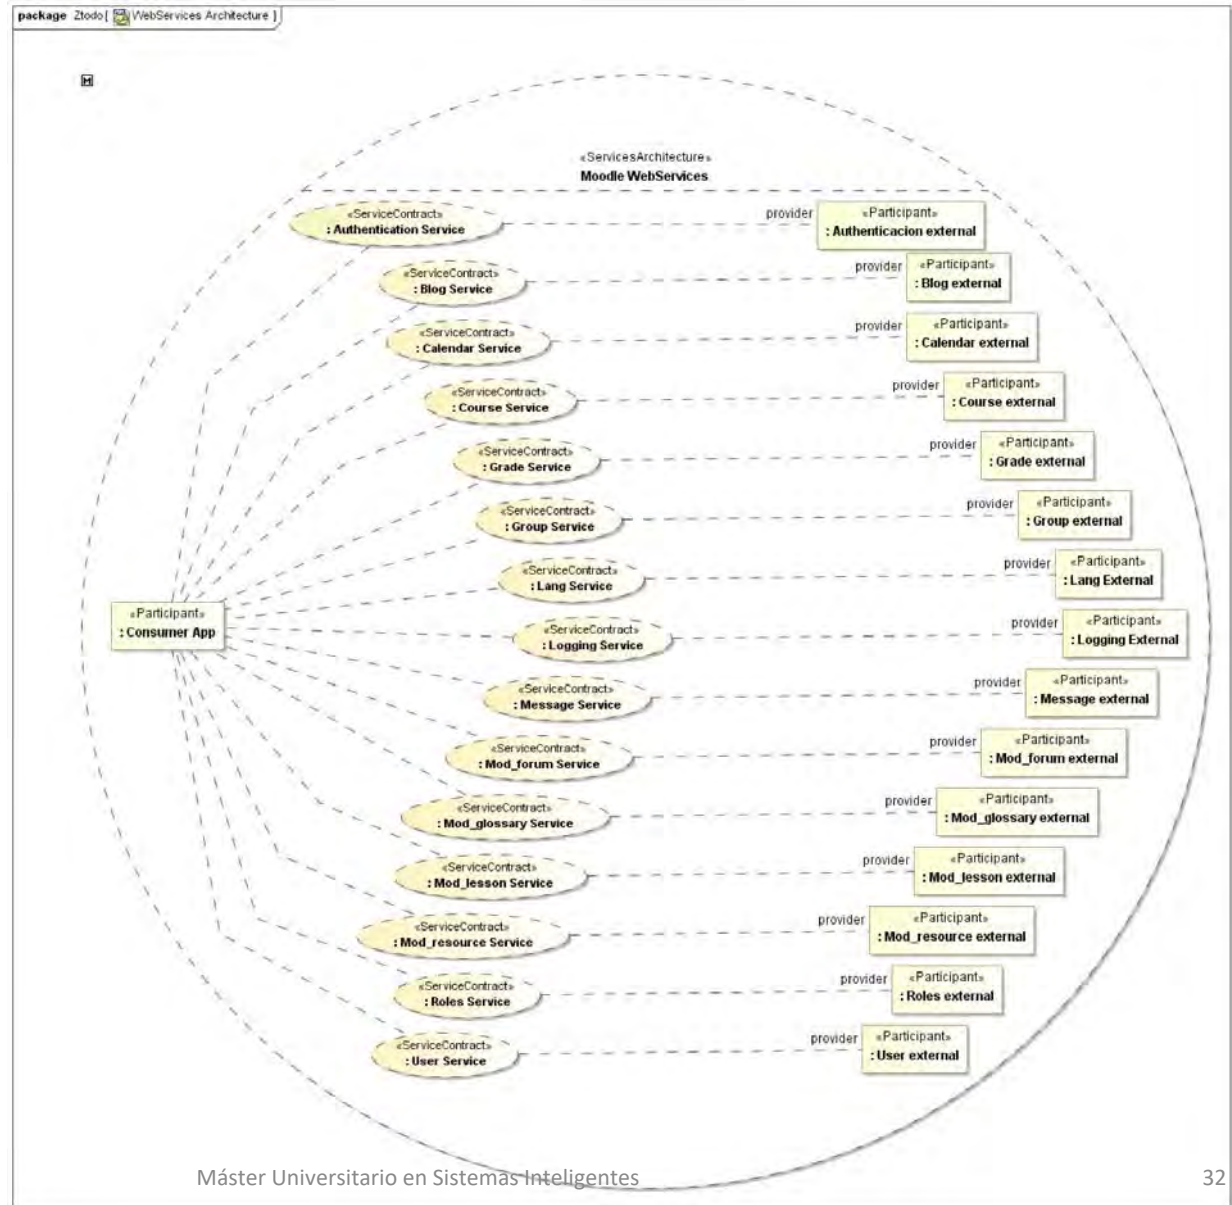 package Ztodo [ WebServices Architecture ]
M
«ServicesArchitecture»
Moodle WebServices
«ServiceContract»
: Authentication Service
provider
«Participant»
: Authenticacion external
«ServiceContract»
: Blog Service
provider
«Participant»
: Blog external
«ServiceContract»
: Calendar Service
provider
«Participant»
: Calendar external
«ServiceContract»
: Course Service
provider
«Participant»
: Course external
«ServiceContract»
: Grade Service
provider
«Participant»
: Grade external
«ServiceContract»
: Group Service
provider
«Participant»
: Group external
«ServiceContract»
: Lang Service
provider
«Participant»
: Lang External
«Participant»
: Consumer App
«ServiceContract»
: Logging Service
provider
«Participant»
: Logging External
«ServiceContract»
: Message Service
provider
«Participant»
: Message external
«ServiceContract»
: Mod_forum Service
provider
«Participant»
: Mod_forum external
«ServiceContract»
: Mod_glossary Service
provider
«Participant»
: Mod_glossary external
«ServiceContract»
: Mod_lesson Service
provider
«Participant»
: Mod_lesson external
«ServiceContract»
: Mod_resource Service
provider
«Participant»
: Mod_resource external
«ServiceContract»
: Roles Service
provider
«Participant»
: Roles external
«ServiceContract»
: User Service
provider
«Participant»
: User external
Máster Universitario en Sistemas Inteligentes
32